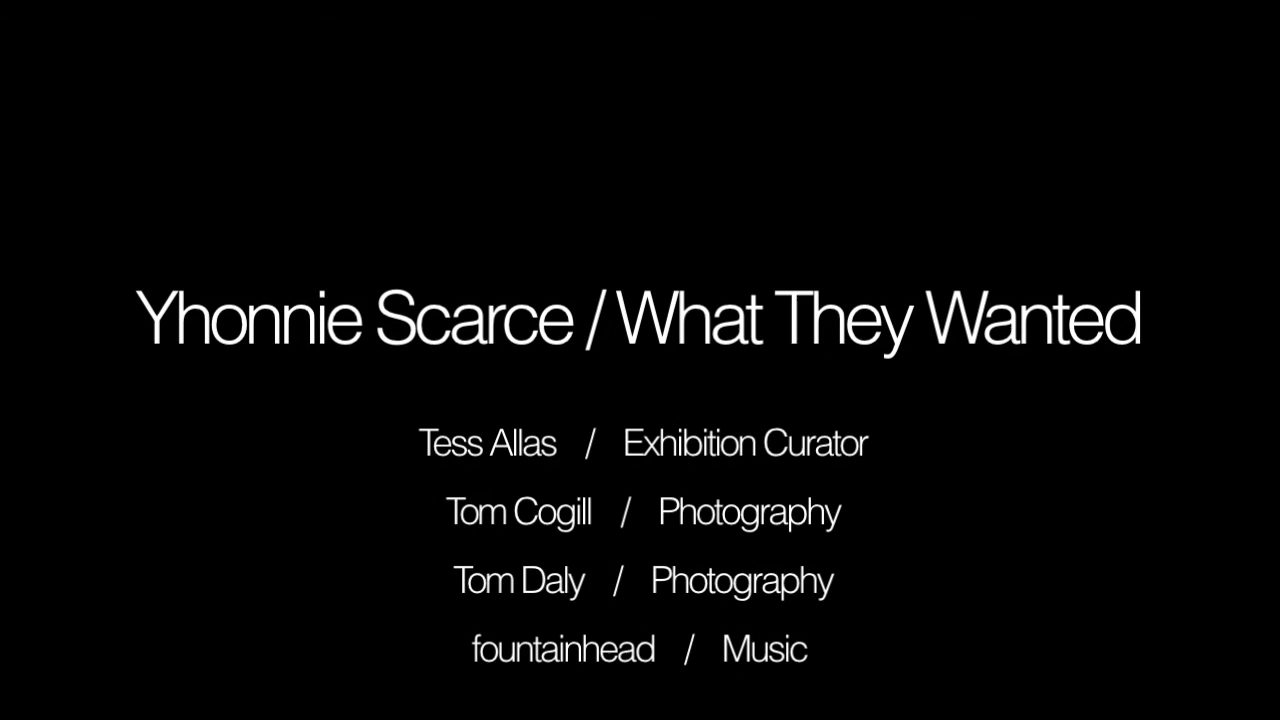 Yhonnie Scarce / What They Wanted
Tess Allas / Exhibition Curator
Tom Cogill / Photography
Tom Daly / Photography
fountainhead / Music